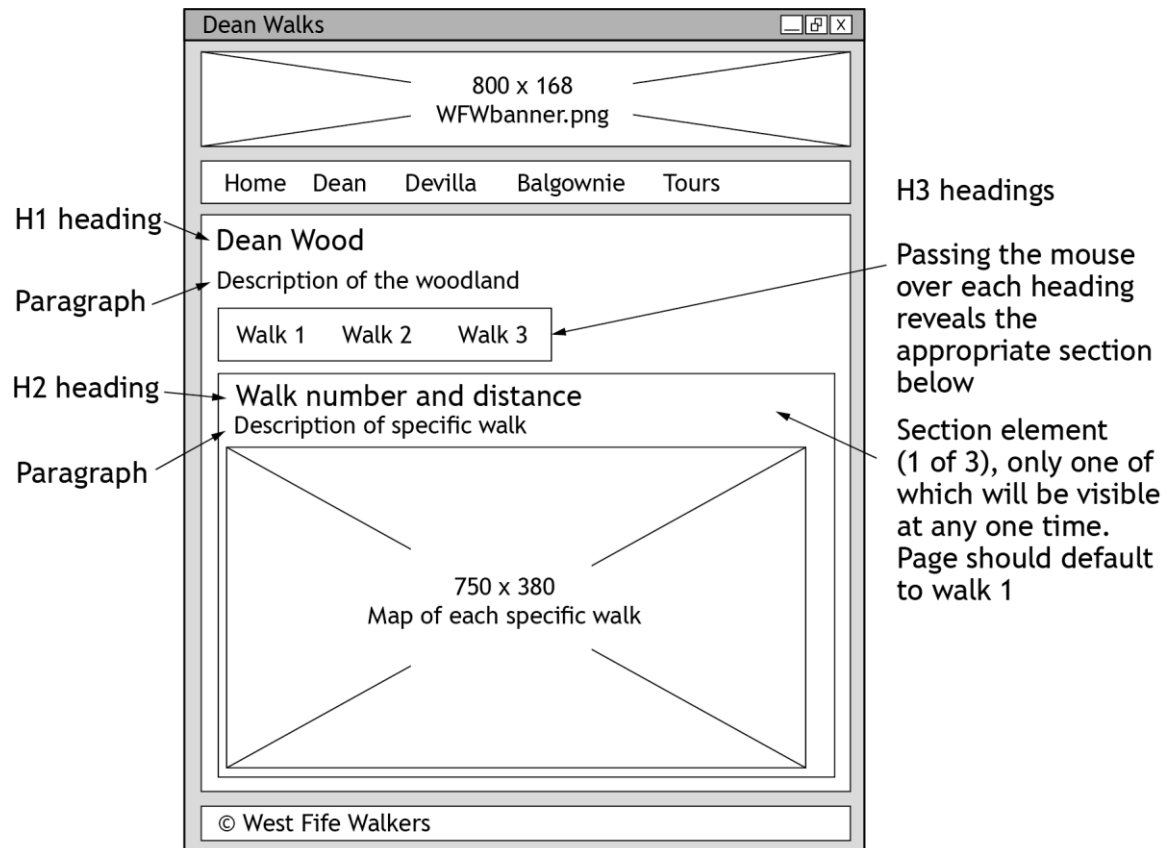 Dean Walks
X
800 x 168
WFWbanner.png
Home Dean Devilla Balgownie Tours
H1 heading
Dean Wood
Paragraph
Description of the woodland
Walk 1 Walk 2 Walk 3
H2 heading
Walk number and distance
Paragraph
Description of specific walk
750 x 380
Map of each specific walk
© West Fife Walkers
H3 headings
Passing the mouse
over each heading
reveals the
appropriate section
below
Section element
(1 of 3), only one of
which will be visible
at any one time.
Page should default
to walk 1